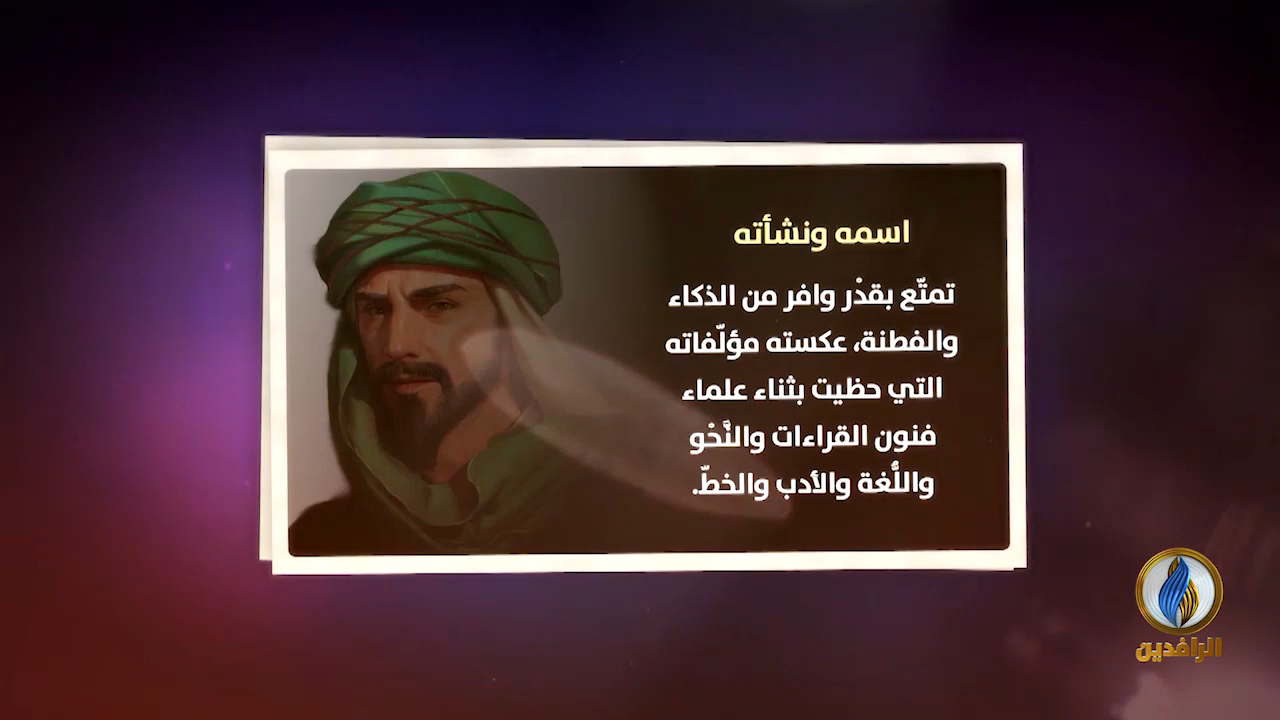 اسمه ونشأته
تمتّع بقدْر وافر من الذكاء
والفطنة، عكسته مؤلّفاته
التي حظيت بثناء علماء
فنون القراءات والنَّحْو
واللُّغة والأدب والخطّ.
الرافدين